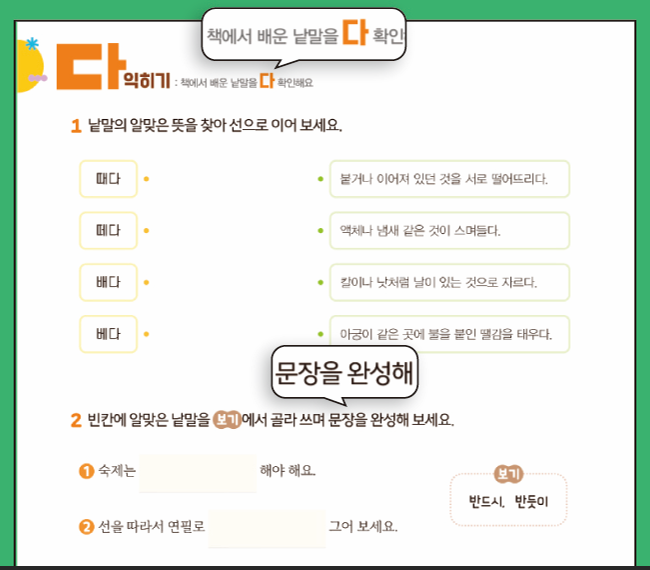 책에서 배운 낱말을 다 확인
다 익히기 : 책에서 배운 낱말을 다 확인해요
1 낱말의 알맞은 뜻을 찾아 선으로 이어 보세요.
때다 붙거나 이어져 있던 것을 서로 떨어뜨리다.
떼다 액체나 냄새 같은 것이 스며들다.
배다 칼이나 낫처럼 날이 있는 것으로 자르다.
베다 아궁이 같은 곳에 불을 붙인 땔감을 태우다.
문장을 완성해
2 빈칸에 알맞은 낱말을 보기에서 골라 쓰며 문장을 완성해 보세요.
1 숙제는 해야 해요.
보기
반드시, 반듯이
2 선을 따라서 연필로 그어 보세요.